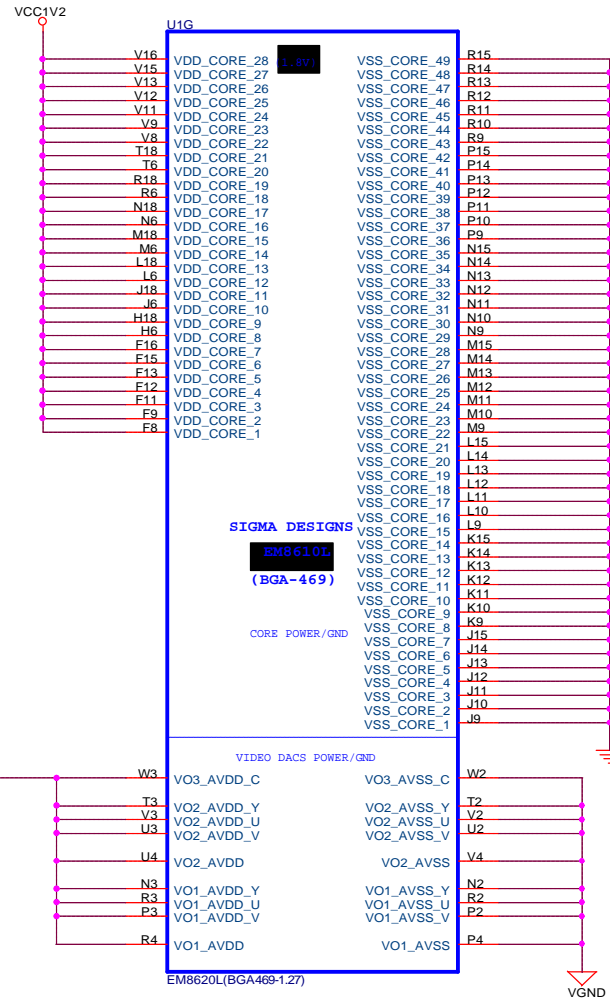 VCC1V2
U1G
V16 VDD_CORE_28 VSS_CORE_49 R15
V15 VDD_CORE_27 VSS_CORE_48 R14
V13 VDD_CORE_26 VSS_CORE_47 R13
V12 VDD_CORE_25 VSS_CORE_46 R12
V11 VDD_CORE_24 VSS_CORE_45 R11
V9 VDD_CORE_23 VSS_CORE_44 R10
V8 VDD_CORE_22 VSS_CORE_43 R9
T18 VDD_CORE_21 VSS_CORE_42 P15
T6 VDD_CORE_20 VSS_CORE_41 P14
R18 VDD_CORE_19 VSS_CORE_40 P13
R6 VDD_CORE_18 VSS_CORE_39 P12
N18 VDD_CORE_17 VSS_CORE_38 P11
N6 VDD_CORE_16 VSS_CORE_37 P10
M18 VDD_CORE_15 VSS_CORE_36 P9
M6 VDD_CORE_14 VSS_CORE_35 N15
L18 VDD_CORE_13 VSS_CORE_34 N14
L6 VDD_CORE_12 VSS_CORE_33 N13
J18 VDD_CORE_11 VSS_CORE_32 N12
J6 VDD_CORE_10 VSS_CORE_31 N11
H18 VDD_CORE_9 VSS_CORE_30 N10
H6 VDD_CORE_8 VSS_CORE_29 N9
F16 VDD_CORE_7 VSS_CORE_28 M15
F15 VDD_CORE_6 VSS_CORE_27 M14
F13 VDD_CORE_5 VSS_CORE_26 M13
F12 VDD_CORE_4 VSS_CORE_25 M12
F11 VDD_CORE_3 VSS_CORE_24 M11
F9 VDD_CORE_2 VSS_CORE_23 M10
F8 VDD_CORE_1 VSS_CORE_22 M9
VSS_CORE_21 L15
VSS_CORE_20 L14
VSS_CORE_19 L13
VSS_CORE_18 L12
VSS_CORE_17 L11
VSS_CORE_16 L10
SIGMA DESIGNS VSS_CORE_15 L9
VSS_CORE_14 K15
EM8610L VSS_CORE_13 K14
VSS_CORE_12 K13
(BGA-469) VSS_CORE_11 K12
VSS_CORE_10 K11
VSS_CORE_9 K10
CORE POWER/GND VSS_CORE_8 K9
VSS_CORE_7 J15
VSS_CORE_6 J14
VSS_CORE_5 J13
VSS_CORE_4 J12
VSS_CORE_3 J11
VSS_CORE_2 J10
VSS_CORE_1 J9
VIDEO DACS POWER/GND
W3 VO3_AVDD_C VO3_AVSS_C W2
T3 VO2_AVDD_Y VO2_AVSS_Y T2
V3 VO2_AVDD_U VO2_AVSS_U V2
U3 VO2_AVDD_V VO2_AVSS_V U2
U4 VO2_AVDD VO2_AVSS V4
N3 VO1_AVDD_Y VO1_AVSS_Y N2
R3 VO1_AVDD_U VO1_AVSS_U R2
P3 VO1_AVDD_V VO1_AVSS_V P2
R4 VO1_AVDD VO1_AVSS P4
EM8620L(BGA469-1.27)
VGND